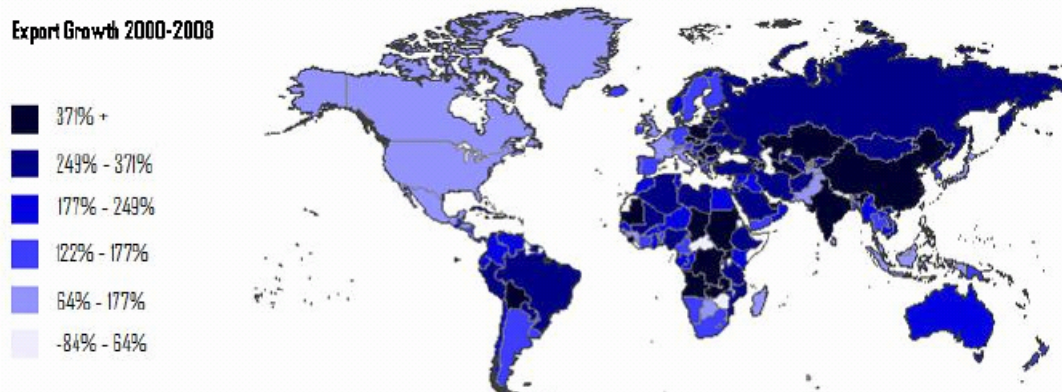 Export Growth 2000-2008
371% +
249% - 371%
177% - 249%
122% - 177%
64% - 177%
-84% - 64%